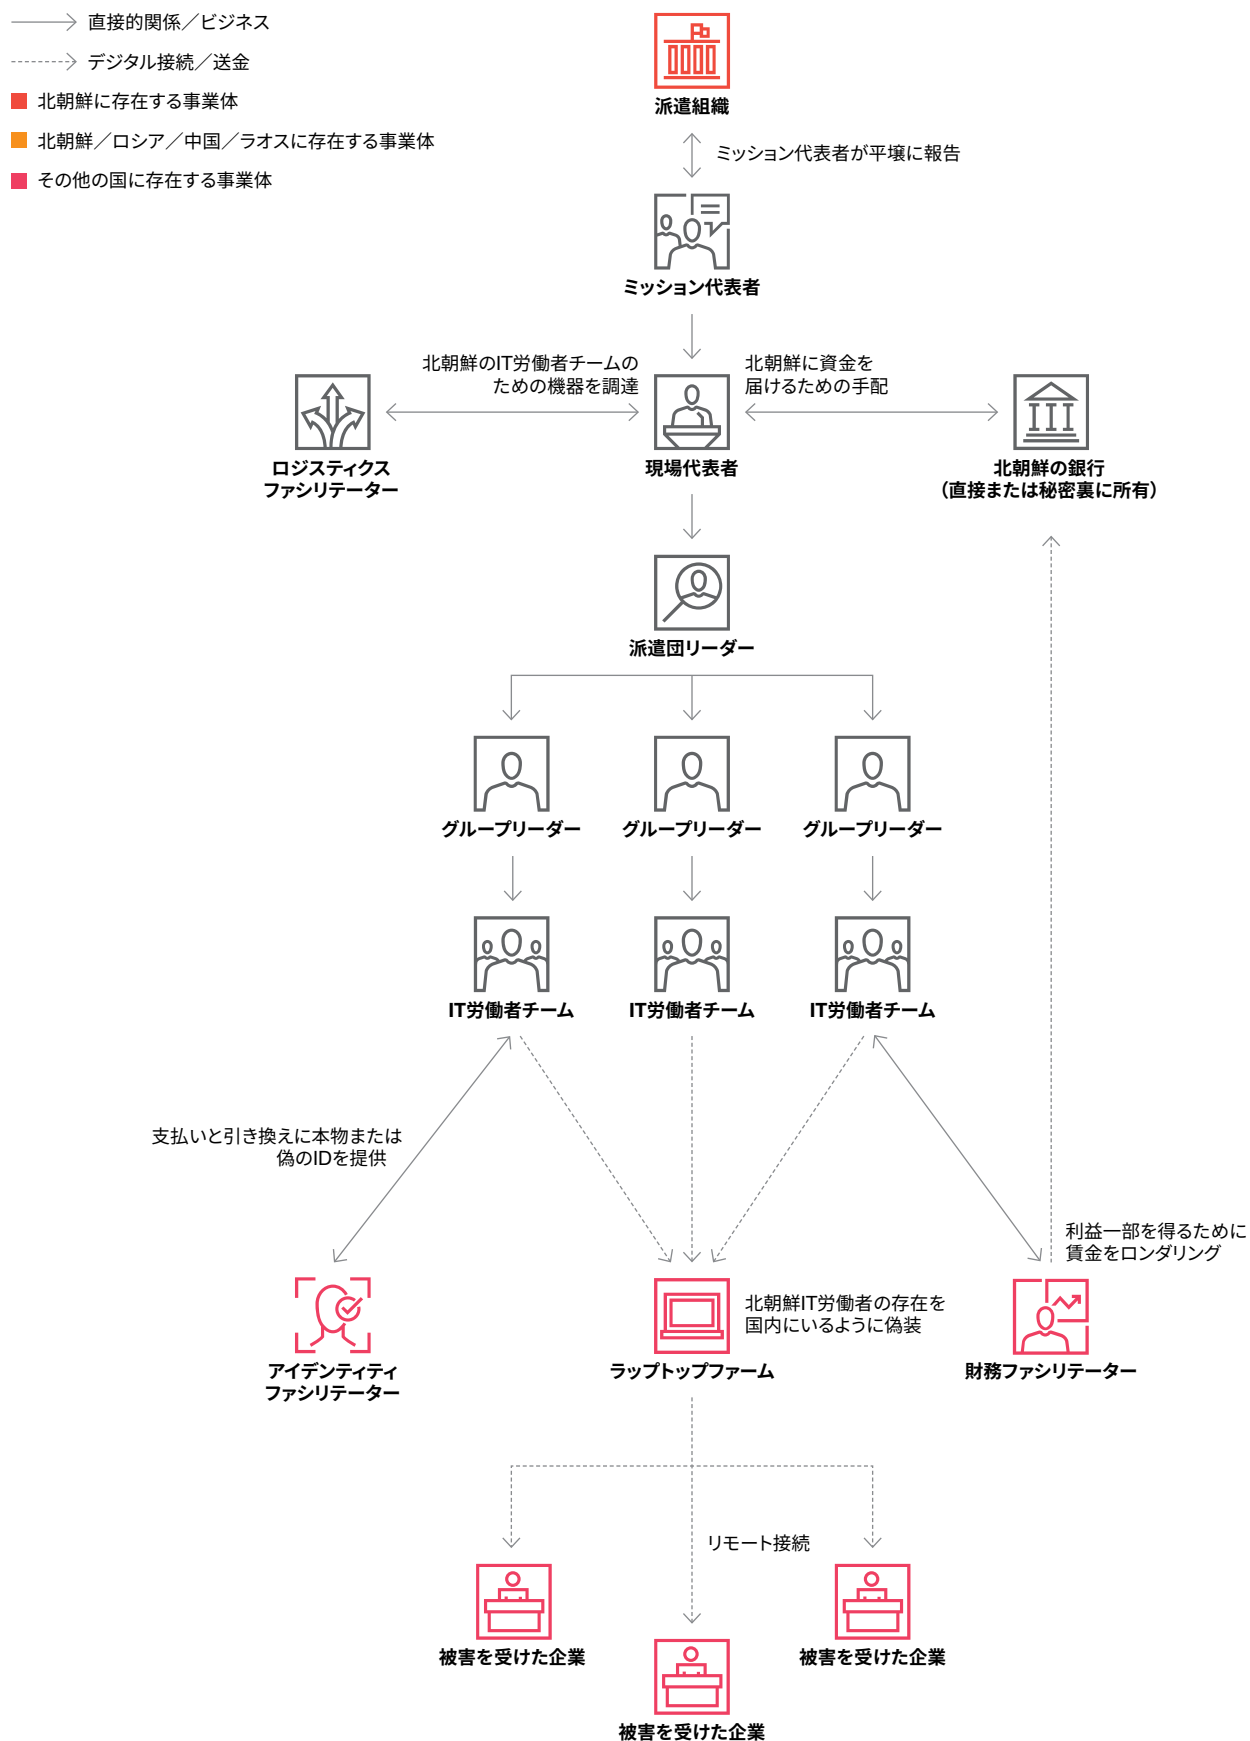 直接的関係／ビジネス
デジタル接続／送金
北朝鮮に存在する事業体
北朝鮮／ロシア／中国／ラオスに存在する事業体
その他の国に存在する事業体
派遣組織
ミッション代表者が平壌に報告
ミッション代表者
北朝鮮のIT労働者チームの
ための機器を調達
北朝鮮に資金を
届けるための手配
ロジスティクス
ファシリテーター
現場代表者
北朝鮮の銀行
（直接または秘密裏に所有）
派遣団リーダー
グループリーダー
グループリーダー
グループリーダー
IT労働者チーム
IT労働者チーム
IT労働者チーム
支払いと引き換えに本物または
偽のIDを提供
利益一部を得るために
賃金をロンダリング
北朝鮮IT労働者の存在を
国内にいるように偽装
アイデンティティ
ファシリテーター
ラップトップファーム
財務ファシリテーター
リモート接続
被害を受けた企業
被害を受けた企業
被害を受けた企業